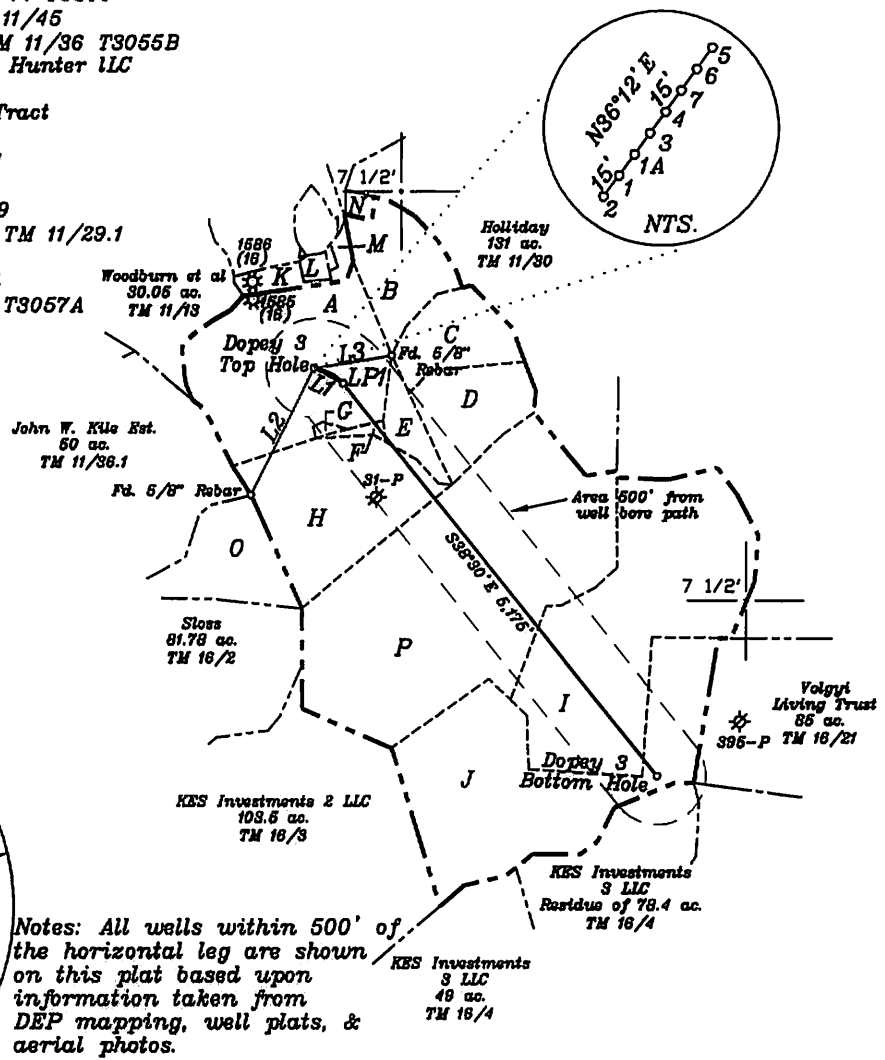 11/45
M 11/36 T3055B
Hunter lLC
Tract
TM 11/29.1
T3057A
7 1/2'
N36°12'E
15'
15'
5
6
7
4
3
1A
1
2
NTS.
Holliday
131 ac.
TM 11/30
1586
(16)
Woodburn et al
30.05 ac.
TM 11/13
1585
(16)
N
M
K
L
A
B
C
D
Dopey 3
Top Hole
L3
Fd. 5/8" Rebar
L1
LP1
L2
G
E
F
John W. Kile Est.
50 ac.
TM 11/36.1
Fd. 5/8" Rebar
31-P
H
O
Area 500' from
well bore path
S38°30'E 5,175'
7 1/2'
Sloss
81.78 ac.
TM 16/2
P
I
J
Volgyi
Living Trust
85 ac.
TM 16/21
395-P
Dopey 3
Bottom Hole
KES Investments 2 LLC
103.5 ac.
TM 16/3
KES Investments
3 LLC
Residue of 78.4 ac.
TM 16/4
KES Investments
3 LLC
49 ac.
TM 16/4
Notes: All wells within 500' of
the horizontal leg are shown
on this plat based upon
information taken from
DEP mapping, well plats, &
aerial photos.